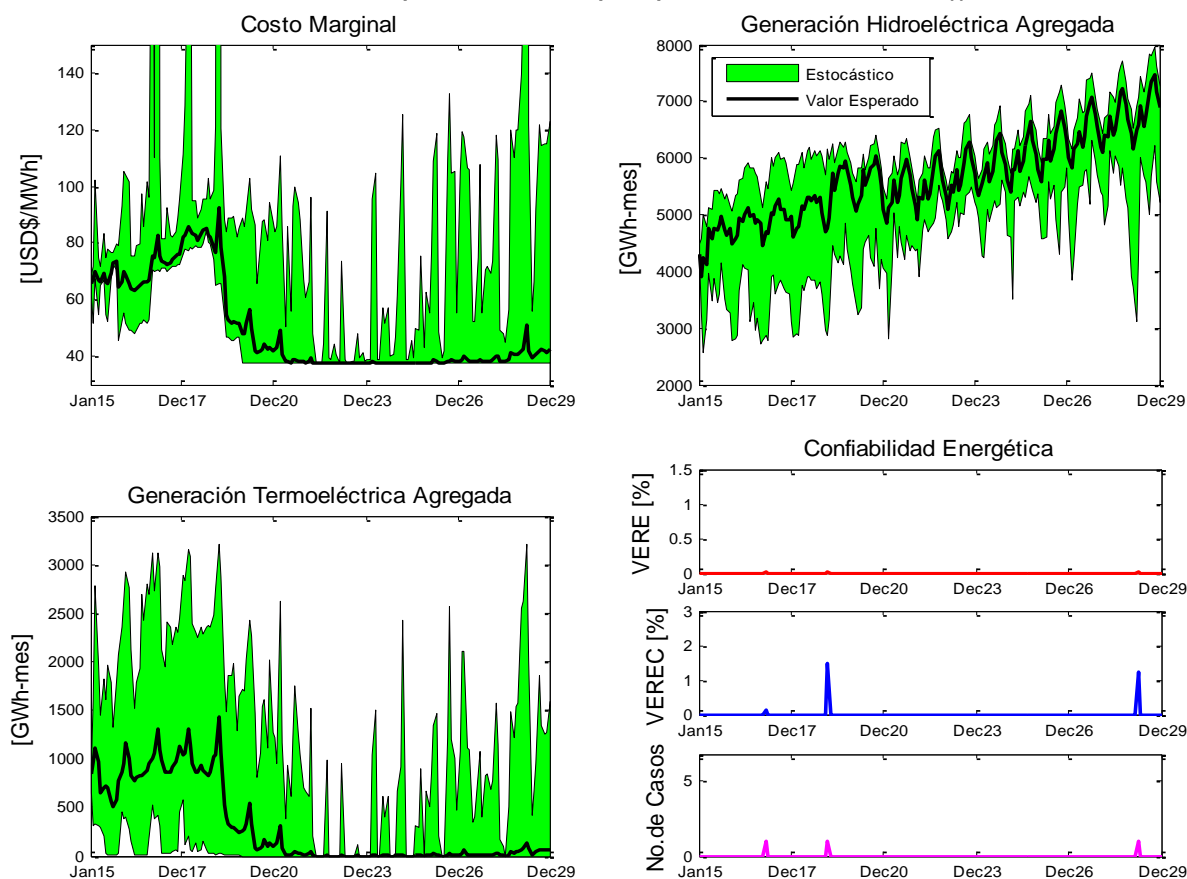 Costo Marginal
[USD$/MWh]
140
120
100
80
60
40
Jan15 Dec17 Dec20 Dec23 Dec26 Dec29
Generación Hidroeléctrica Agregada
[GWh-mes]
Estocástico
Valor Esperado
8000
7000
6000
5000
4000
3000
2000
Jan15 Dec17 Dec20 Dec23 Dec26 Dec29
Generación Termoeléctrica Agregada
[GWh-mes]
3500
3000
2500
2000
1500
1000
500
0
Jan15 Dec17 Dec20 Dec23 Dec26 Dec29
Confiabilidad Energética
VERE [%]
1.5
1
0.5
0
Jan15 Dec17 Dec20 Dec23 Dec26 Dec29
VEREC [%]
3
2
1
0
Jan15 Dec17 Dec20 Dec23 Dec26 Dec29
No.de Casos
5
0
Jan15 Dec17 Dec20 Dec23 Dec26 Dec29